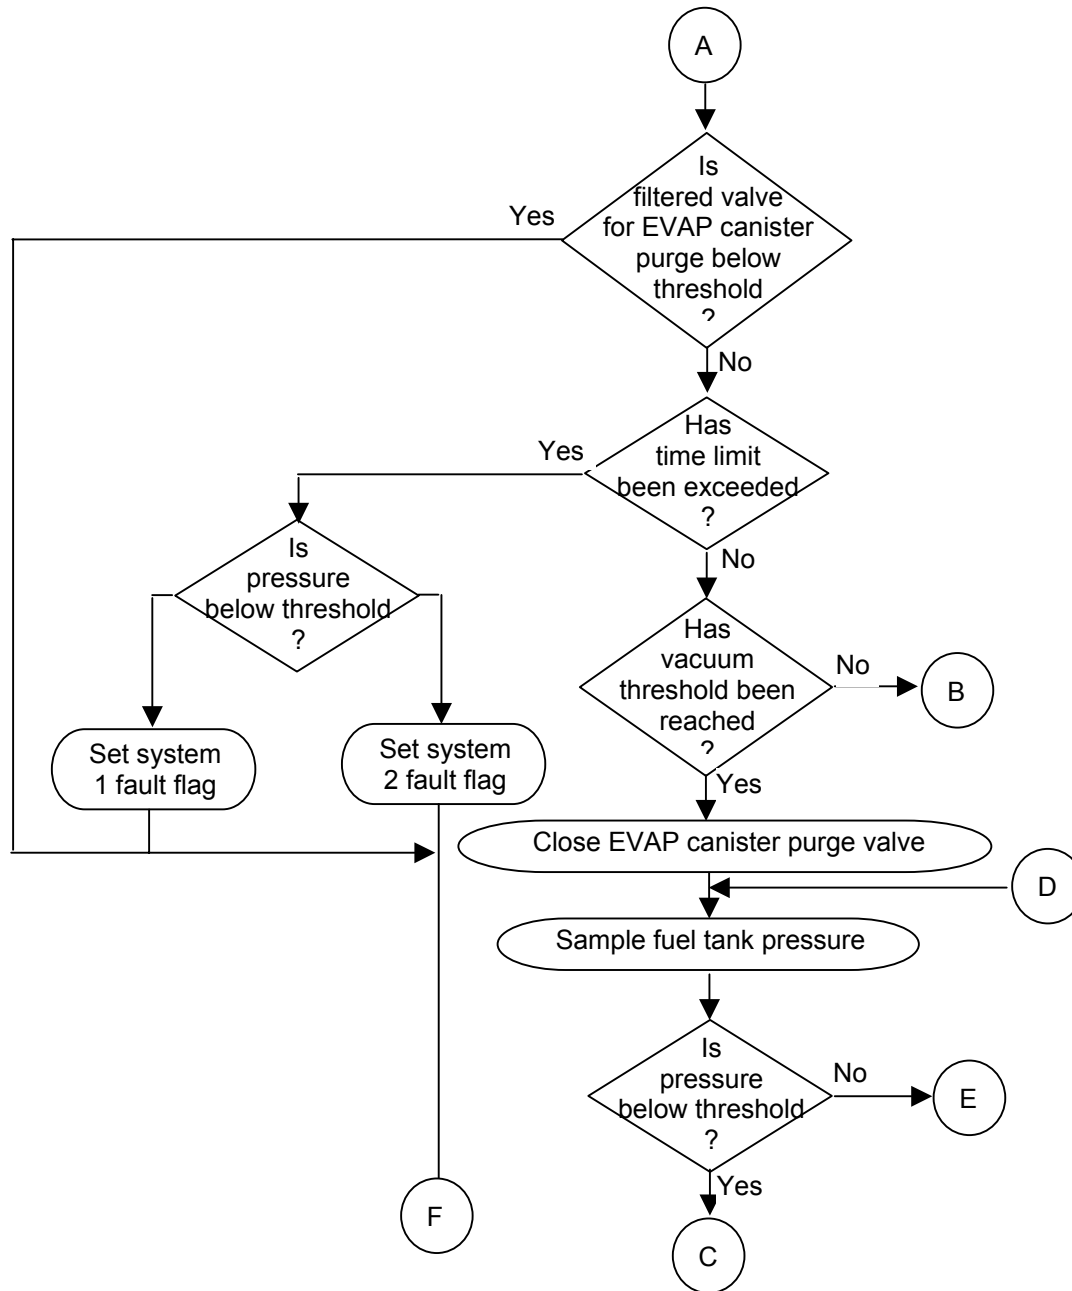 A
Is
filtered valve
for EVAP canister
purge below
threshold
?
Yes
No
Has
time limit
been exceeded
?
Yes
No
Is
pressure
below threshold
?
Has
vacuum
threshold been
reached
?
No
B
Set system
1 fault flag
Set system
2 fault flag
Yes
Close EVAP canister purge valve
D
Sample fuel tank pressure
Is
pressure
below threshold
?
No
E
Yes
F
C